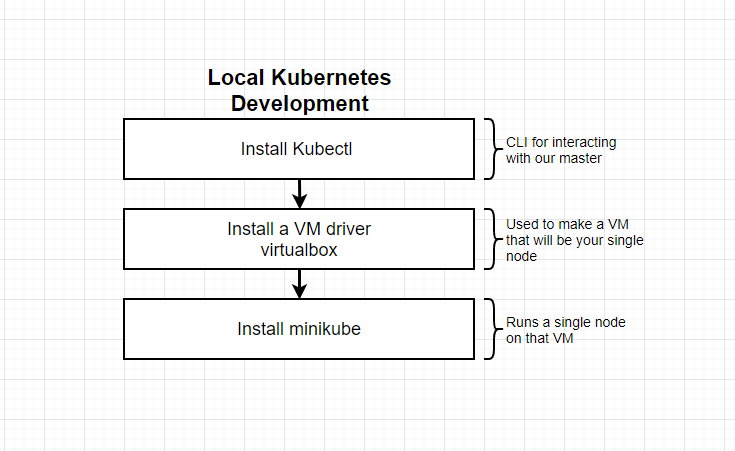 Local Kubernetes
Development
Install Kubectl
CLI for interacting
with our master
Install a VM driver
virtualbox
Used to make a VM
that will be your single
node
Install minikube
Runs a single node
on that VM